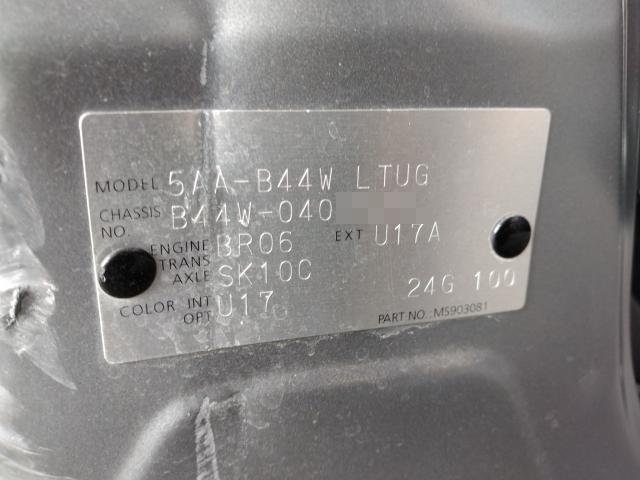 MODEL 5AA-B44W LTUG
CHASSIS NO. B44W-040
ENGINE BR06 EXT U17A
TRANS AXLE SK10C
COLOR INT U17 24G 100
OPT
PART NO.: MS903081